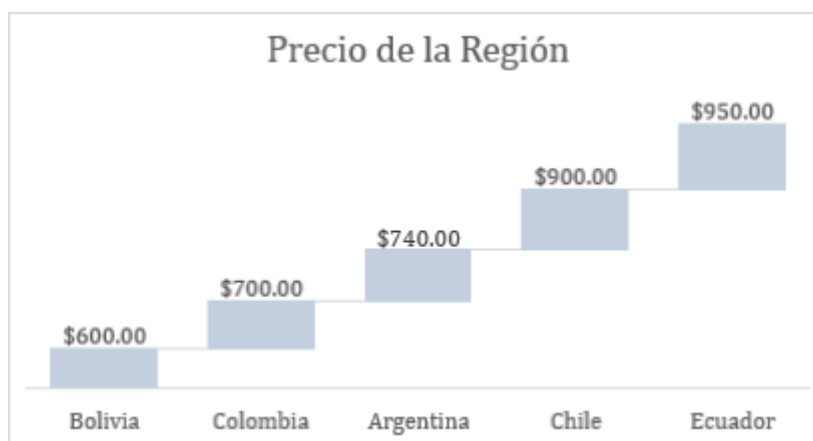 Precio de la Región
$950.00
$900.00
$740.00
$700.00
$600.00
Bolivia Colombia Argentina Chile Ecuador